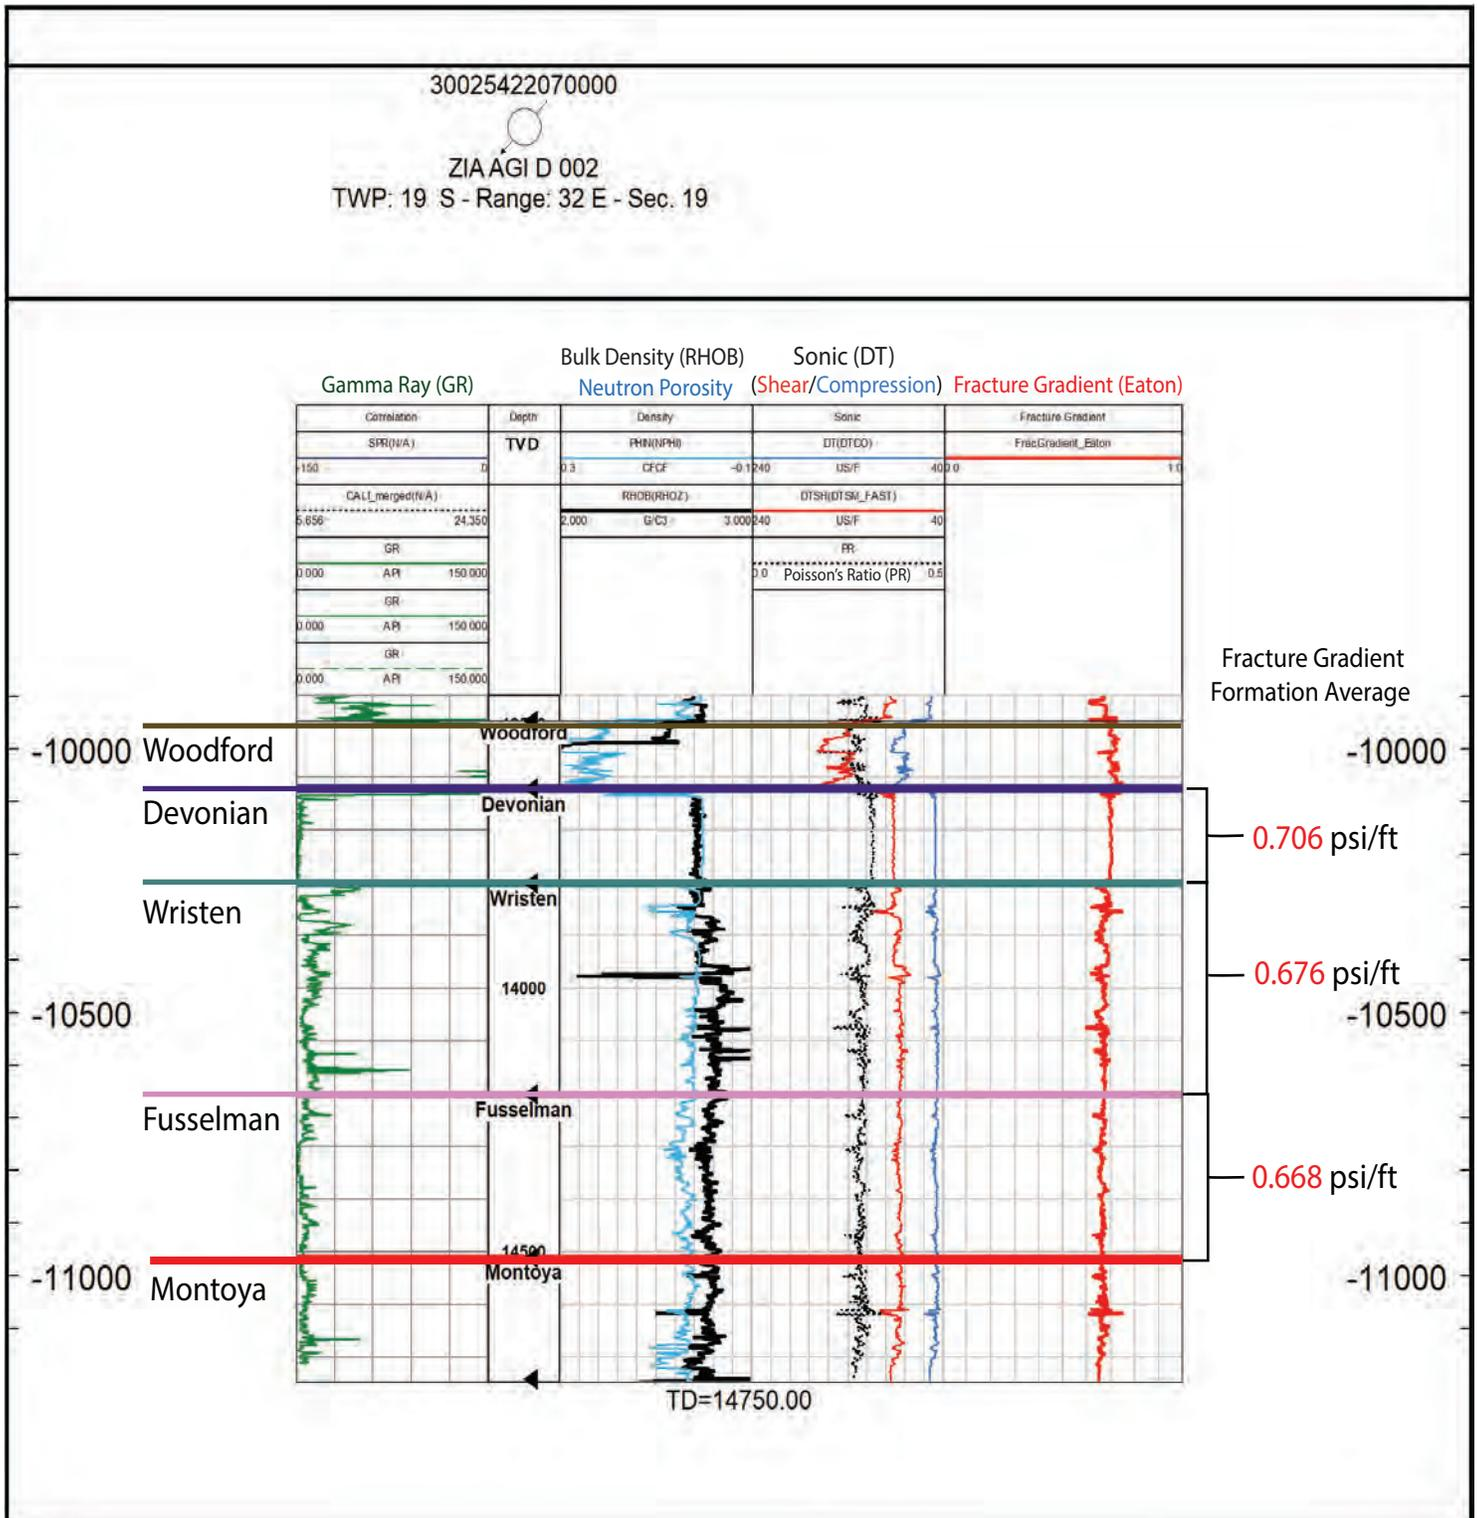 30025422070000
ZIA AGI D 002
TWP: 19 S - Range: 32 E - Sec. 19
Bulk Density (RHOB) Sonic (DT)
Gamma Ray (GR) Neutron Porosity (Shear/Compression) Fracture Gradient (Eaton)
Correlation Depth Density Sonic Fracture Gradient
SPR(N/A) TVD PHIN(NPHI) DT(DTCO) FracGradient_Eaton
-150 0 0.3 CFCF -0.1 240 US/F 40 0.0 1.0
CALI_merged(N/A) RHOB(RHOZ) DTSH(DTSM_FAST)
5.656 24.350 2.000 G/C3 3.000 240 US/F 40
GR PR
0.000 API 150.000 0.0 Poisson's Ratio (PR) 0.5
GR
0.000 API 150.000
GR
0.000 API 150.000
Fracture Gradient
Formation Average
Woodford
-10000 Woodford -10000
Devonian Devonian
0.706 psi/ft
Wristen Wristen
0.676 psi/ft
14000
-10500 -10500
Fusselman Fusselman
0.668 psi/ft
14500
-11000 Montoya -11000
Montoya
TD=14750.00